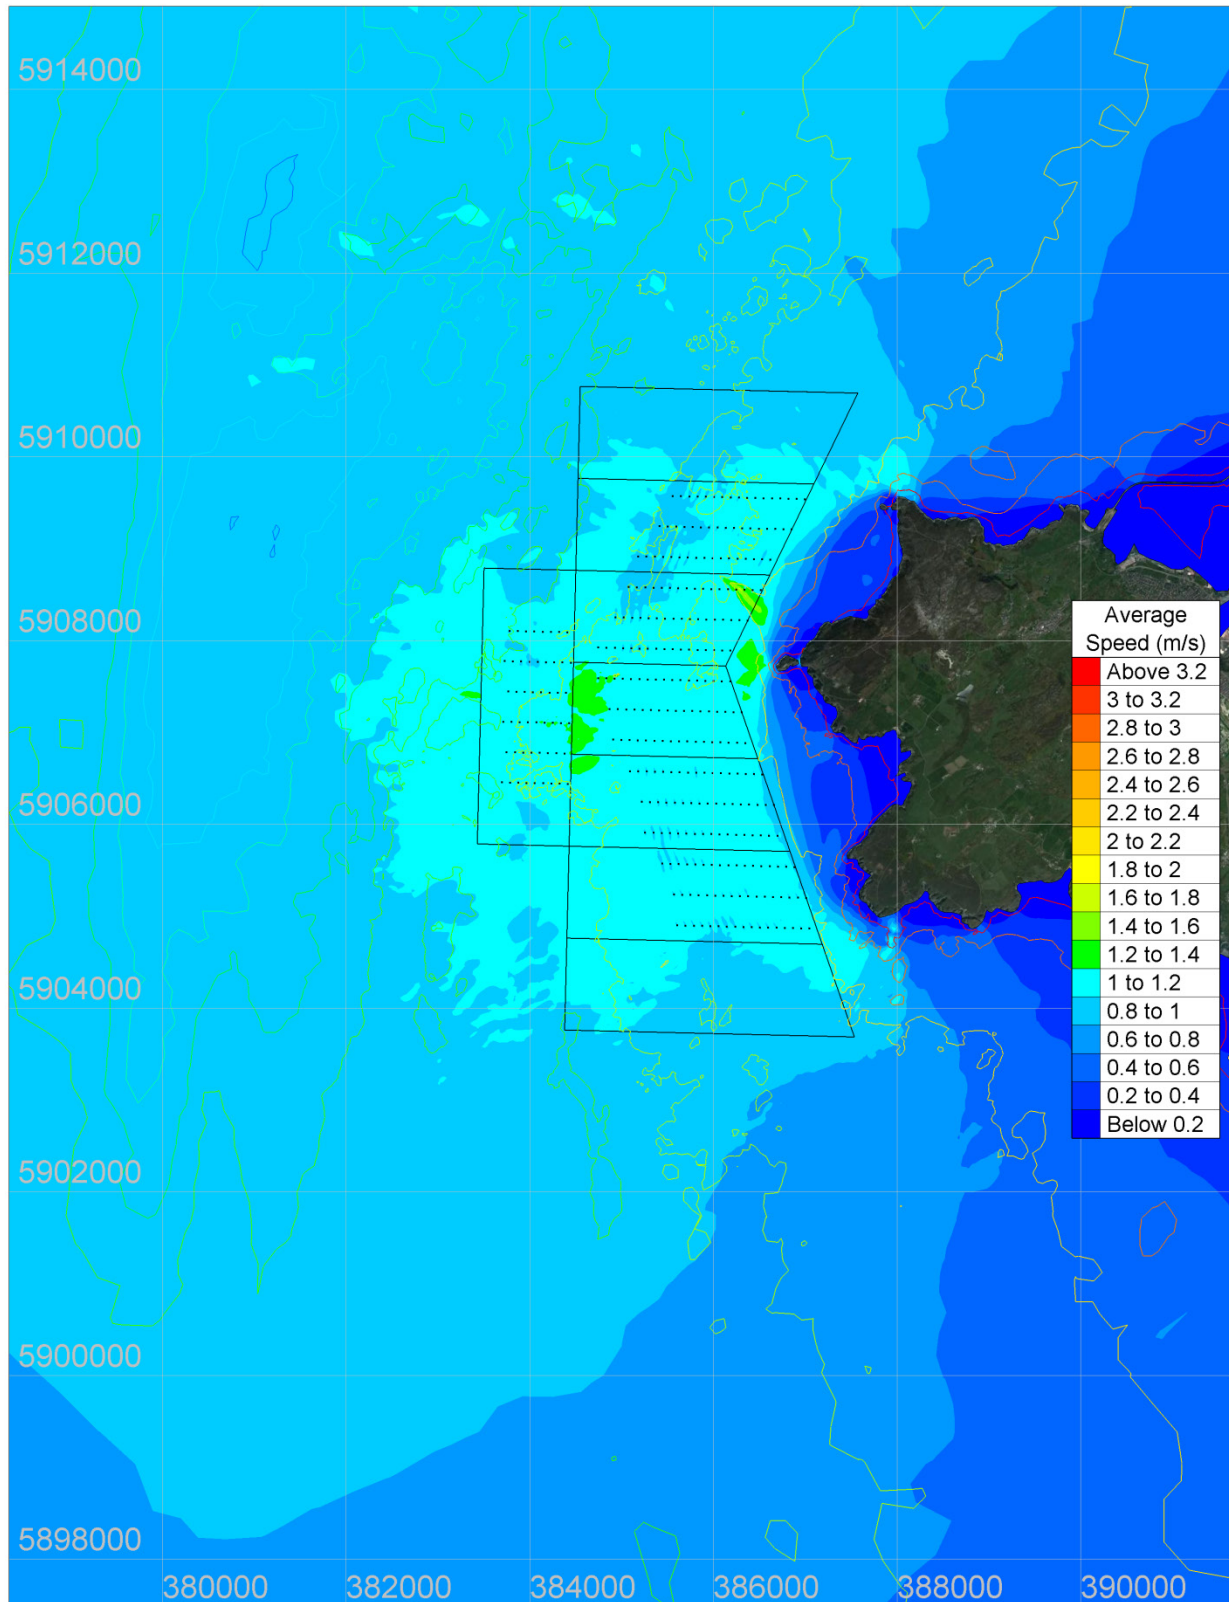 5914000
5912000
5910000
5908000
Average
Speed (m/s)
Above 3.2
3 to 3.2
2.8 to 3
2.6 to 2.8
2.4 to 2.6
2.2 to 2.4
2 to 2.2
1.8 to 2
1.6 to 1.8
1.4 to 1.6
1.2 to 1.4
1 to 1.2
0.8 to 1
0.6 to 0.8
0.4 to 0.6
0.2 to 0.4
Below 0.2
5906000
5904000
5902000
5900000
5898000
380000 382000 384000 386000 388000 390000